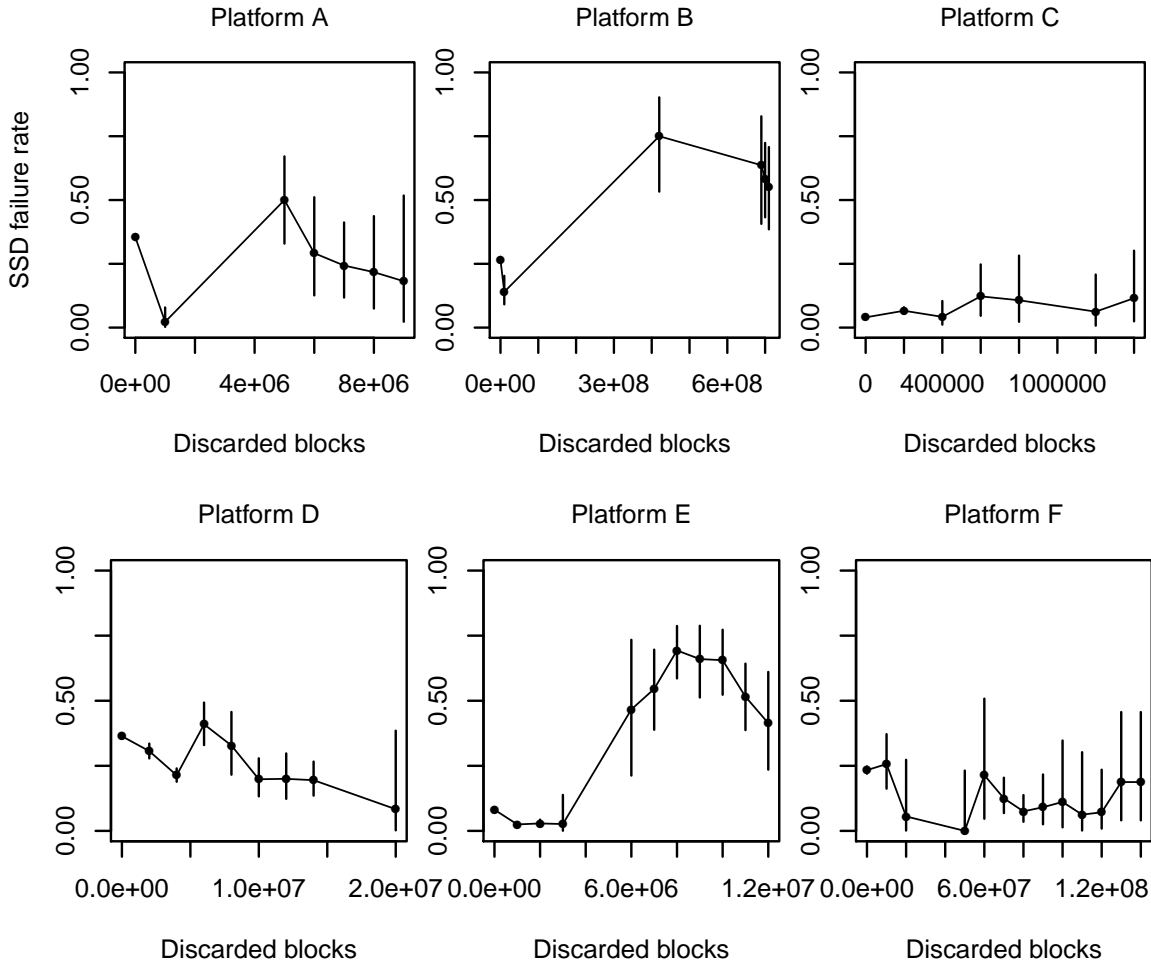 Platform A
Platform B
Platform C
SSD failure rate
1.00
0.50
0.00
1.00
0.50
0.00
1.00
0.50
0.00
0e+00 4e+06 8e+06
0e+00 3e+08 6e+08
0 400000 1000000
Discarded blocks
Discarded blocks
Discarded blocks
Platform D
Platform E
Platform F
1.00
0.50
0.00
1.00
0.50
0.00
1.00
0.50
0.00
0.0e+00 1.0e+07 2.0e+07
0.0e+00 6.0e+06 1.2e+07
0.0e+00 6.0e+07 1.2e+08
Discarded blocks
Discarded blocks
Discarded blocks